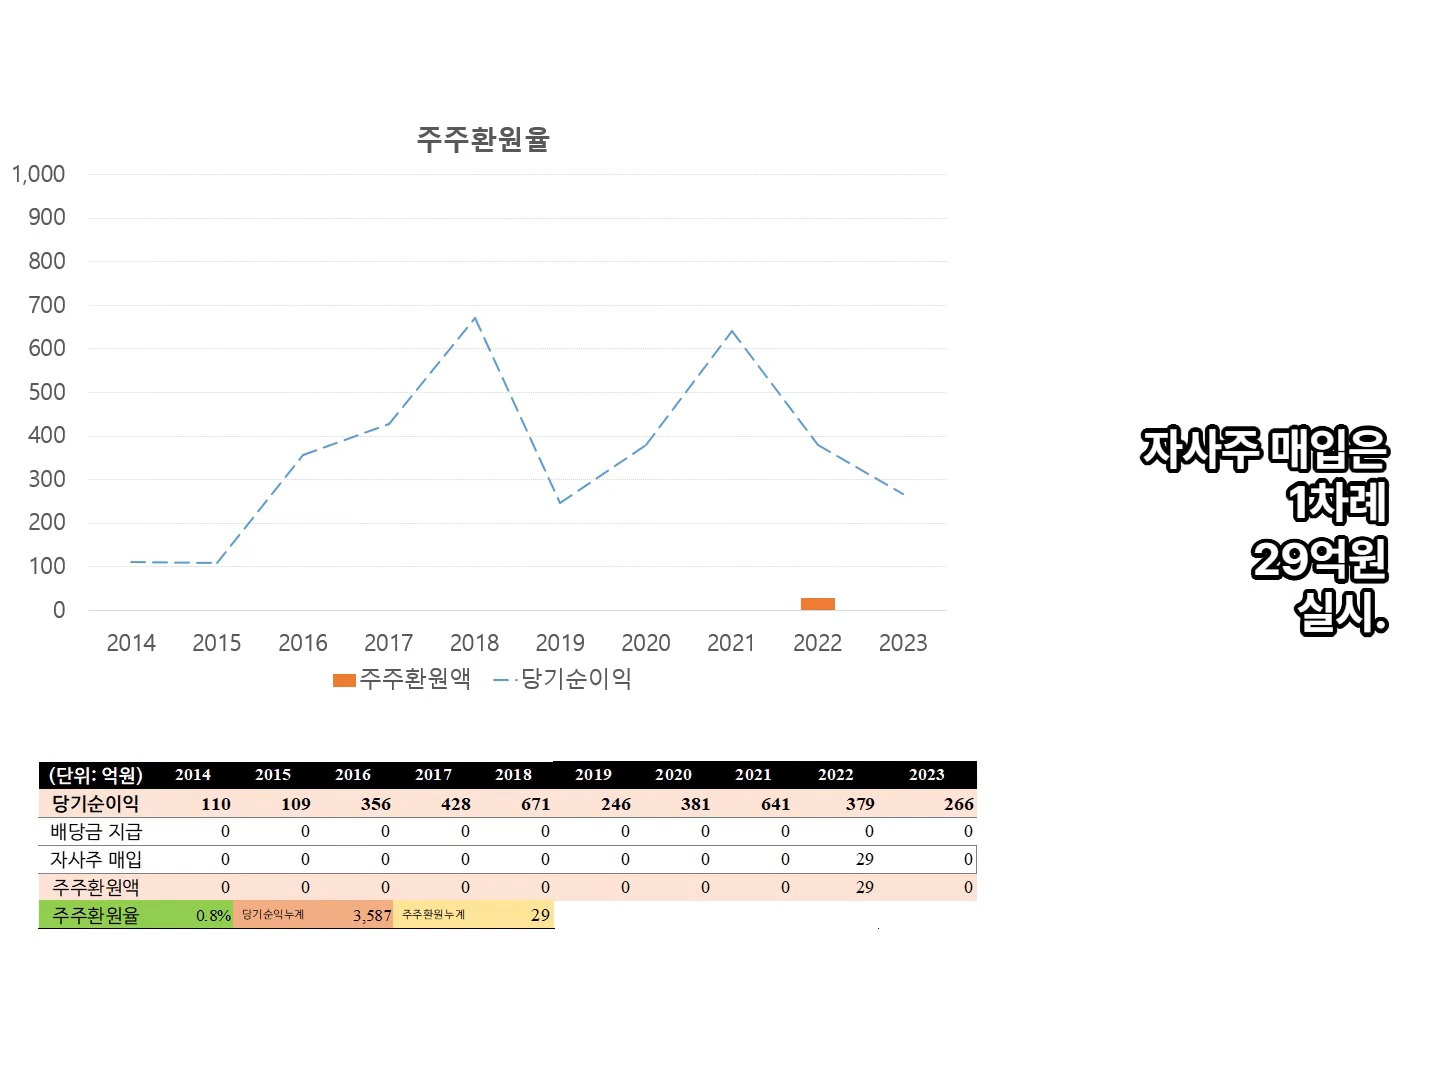 주주환원율
1,000
900
800
700
600
500
400
300
200
100
0
2014 2015 2016 2017 2018 2019 2020 2021 2022 2023
주주환원액 당기순이익
자사주 매입은
1차례
29억원
실시.
(단위: 억원) 2014 2015 2016 2017 2018 2019 2020 2021 2022 2023
당기순이익 110 109 356 428 671 246 381 641 379 266
배당금 지급 0 0 0 0 0 0 0 0 0 0
자사주 매입 0 0 0 0 0 0 0 0 29 0
주주환원액 0 0 0 0 0 0 0 0 29 0
주주환원율 0.8% 당기순익누계 3,587 주주환원누계 29